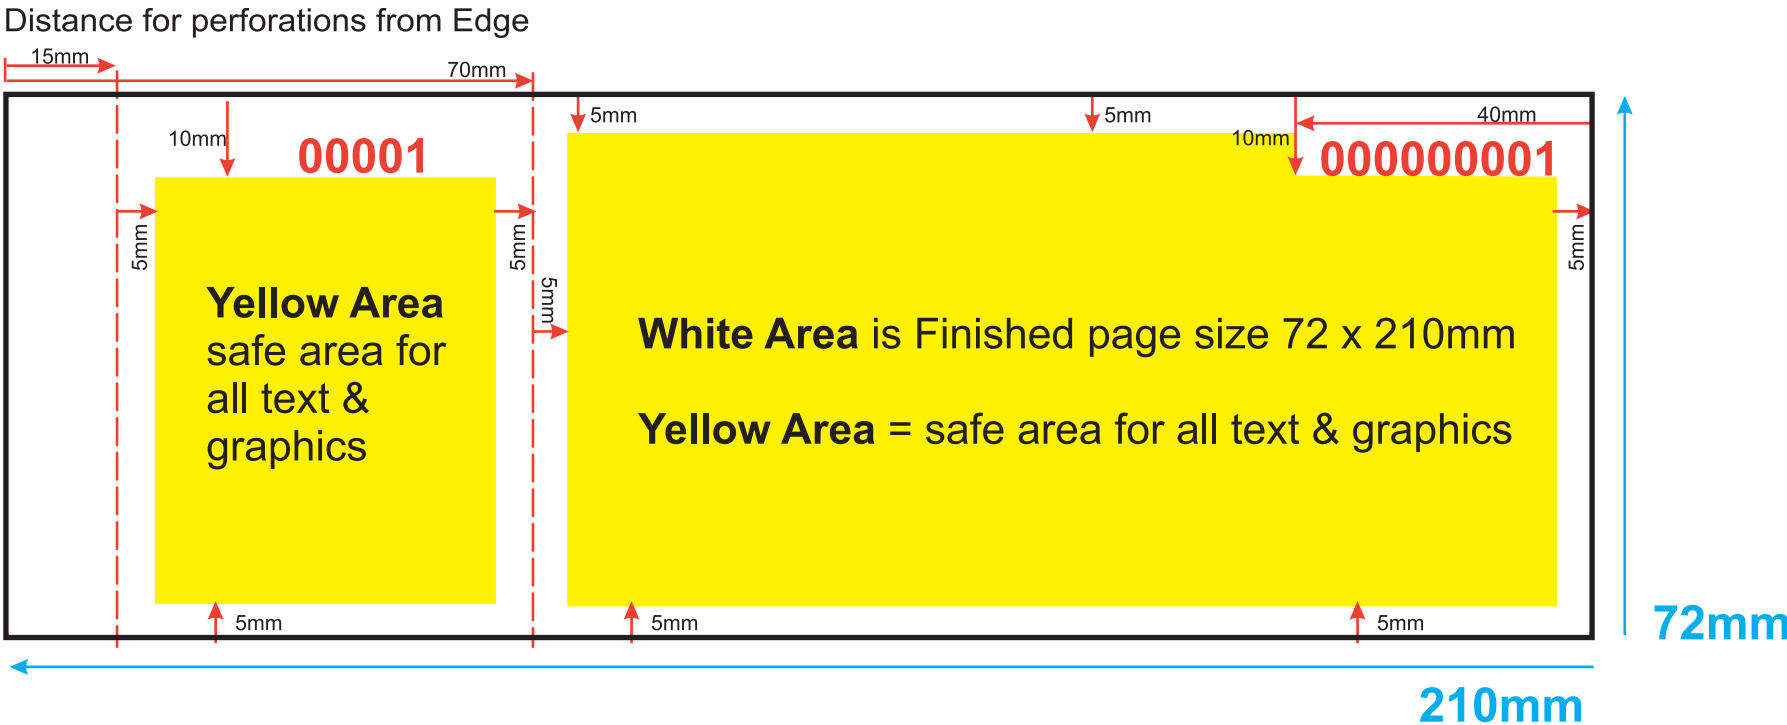 Distance for perforations from Edge
15mm
70mm
10mm
00001
5mm
5mm
10mm
40mm
000000001
5mm
5mm
5mm
5mm
Yellow Area
safe area for
all text &
graphics
White Area is Finished page size 72 x 210mm
Yellow Area = safe area for all text & graphics
5mm
5mm
5mm
72mm
210mm